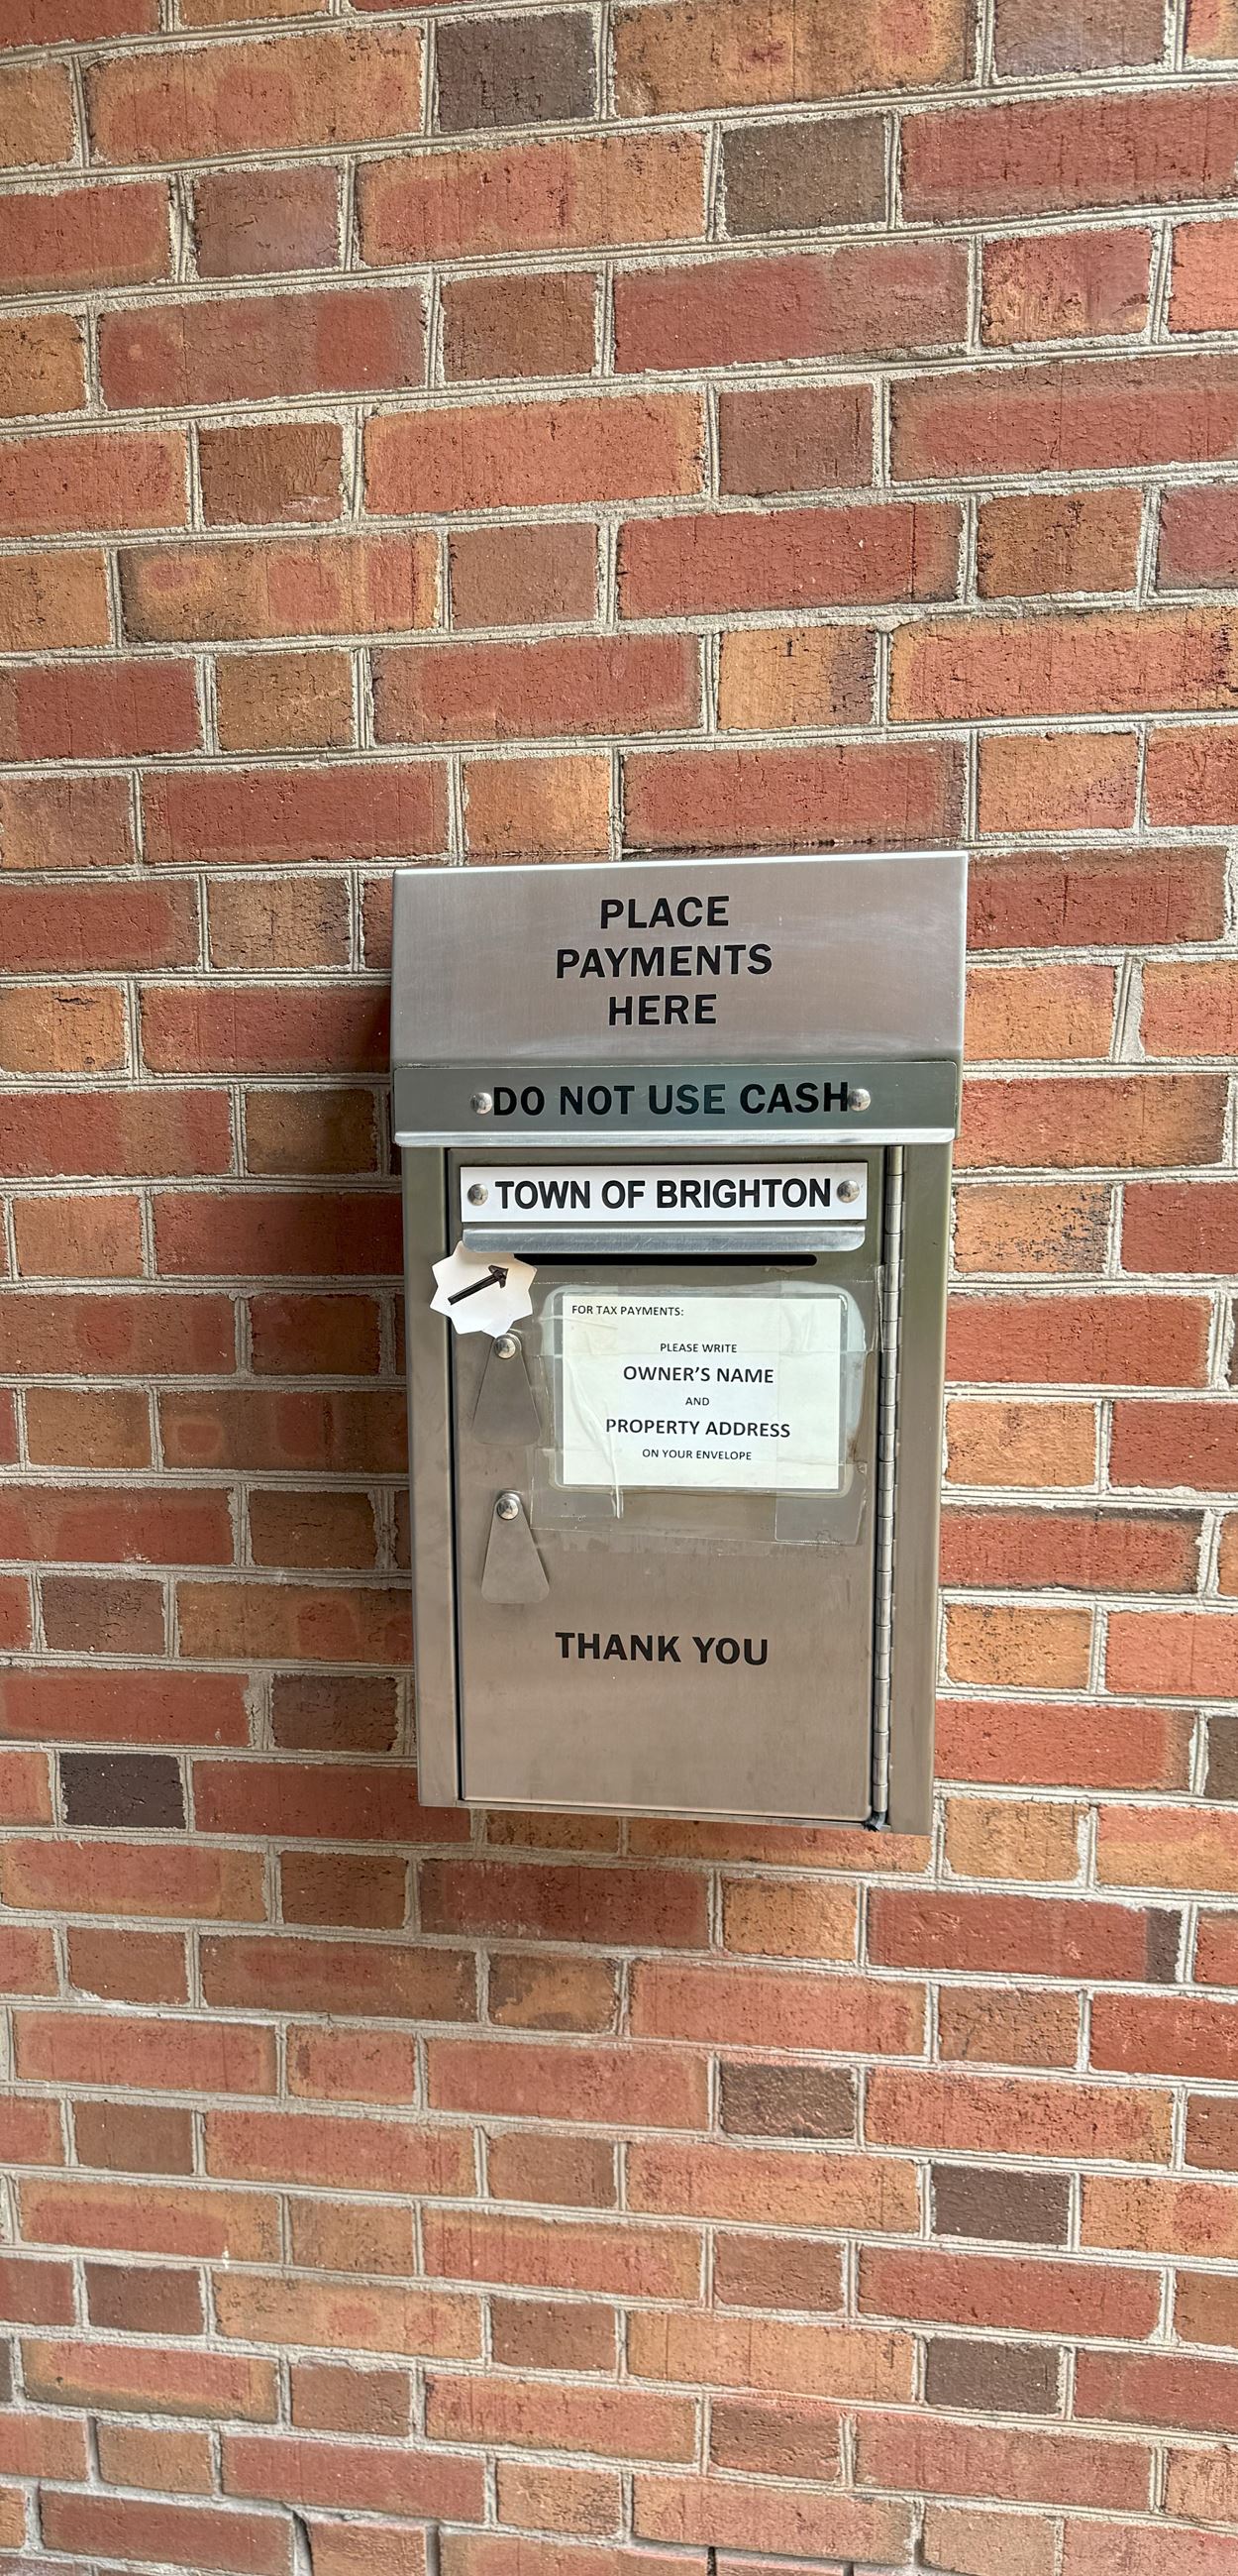 PLACE
PAYMENTS
HERE
DO NOT USE CASH
TOWN OF BRIGHTON
FOR TAX PAYMENTS:
PLEASE WRITE
OWNER’S NAME
AND
PROPERTY ADDRESS
ON YOUR ENVELOPE
THANK YOU